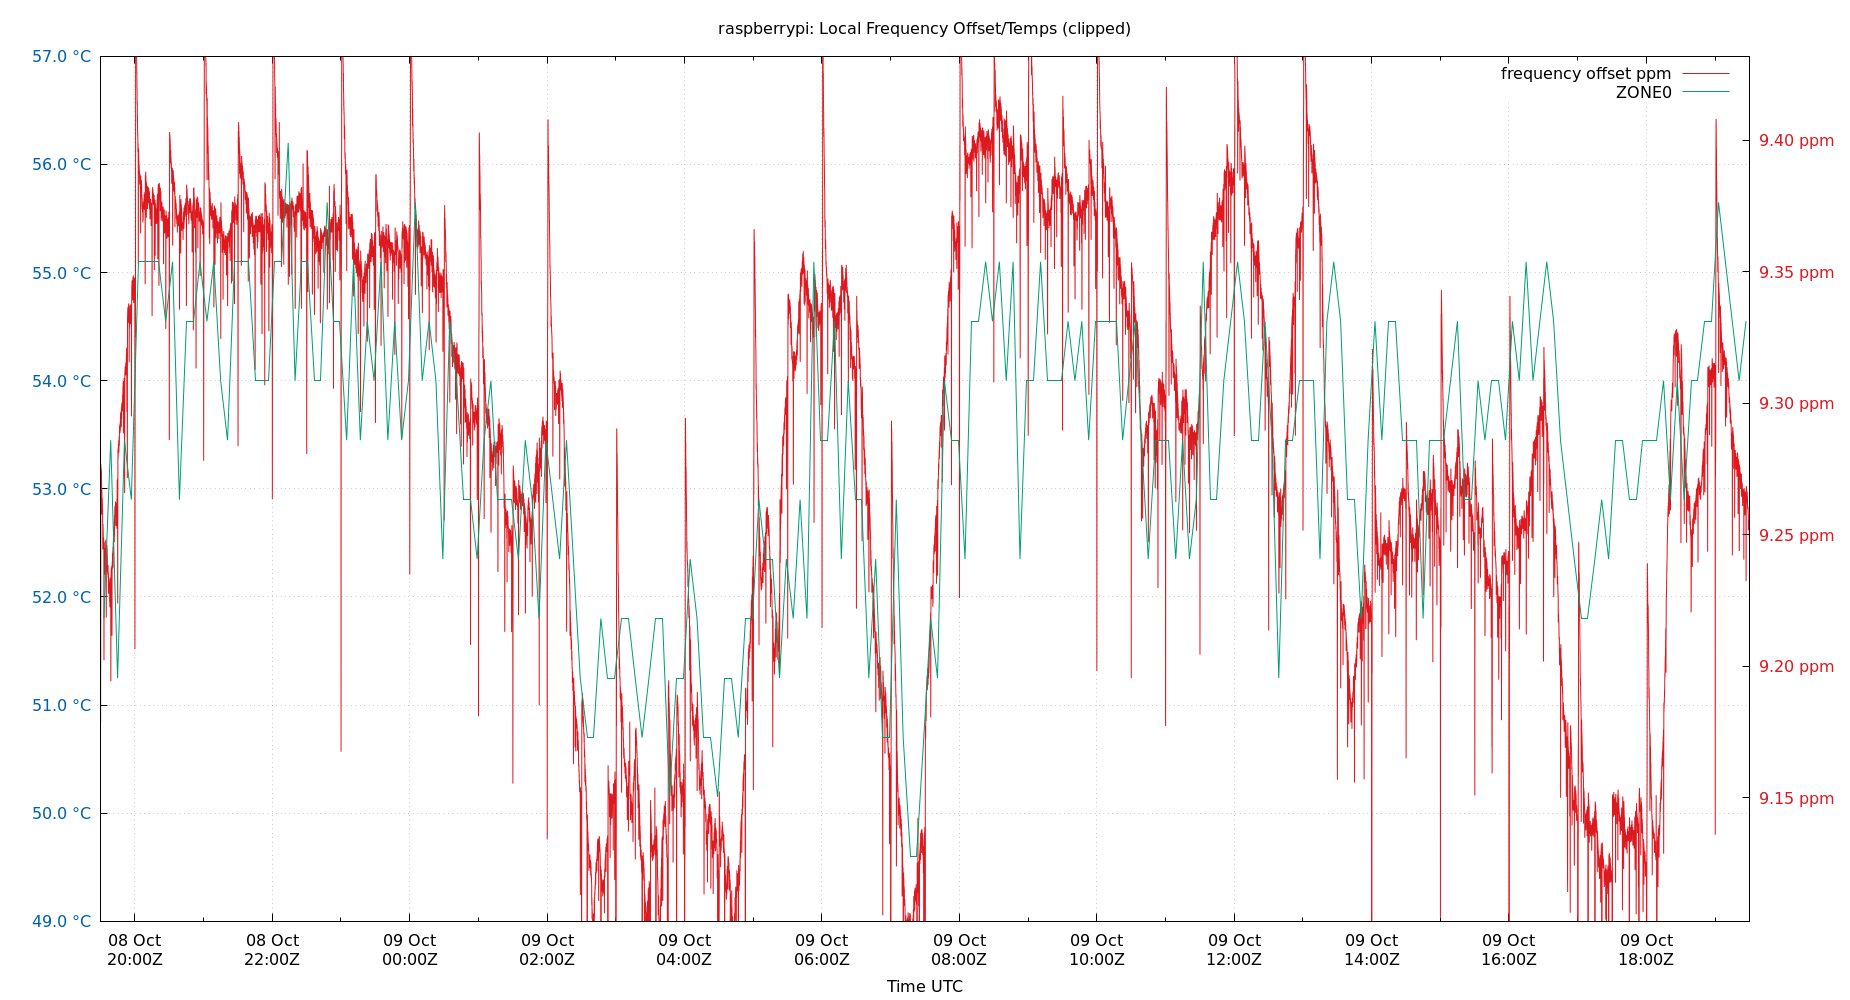 raspberrypi: Local Frequency Offset/Temps (clipped)
frequency offset ppm
ZONE0
57.0 °C
56.0 °C
55.0 °C
54.0 °C
53.0 °C
52.0 °C
51.0 °C
50.0 °C
49.0 °C
9.40 ppm
9.35 ppm
9.30 ppm
9.25 ppm
9.20 ppm
9.15 ppm
08 Oct 08 Oct 09 Oct 09 Oct 09 Oct 09 Oct 09 Oct 09 Oct 09 Oct 09 Oct 09 Oct 09 Oct
20:00Z 22:00Z 00:00Z 02:00Z 04:00Z 06:00Z 08:00Z 10:00Z 12:00Z 14:00Z 16:00Z 18:00Z
Time UTC